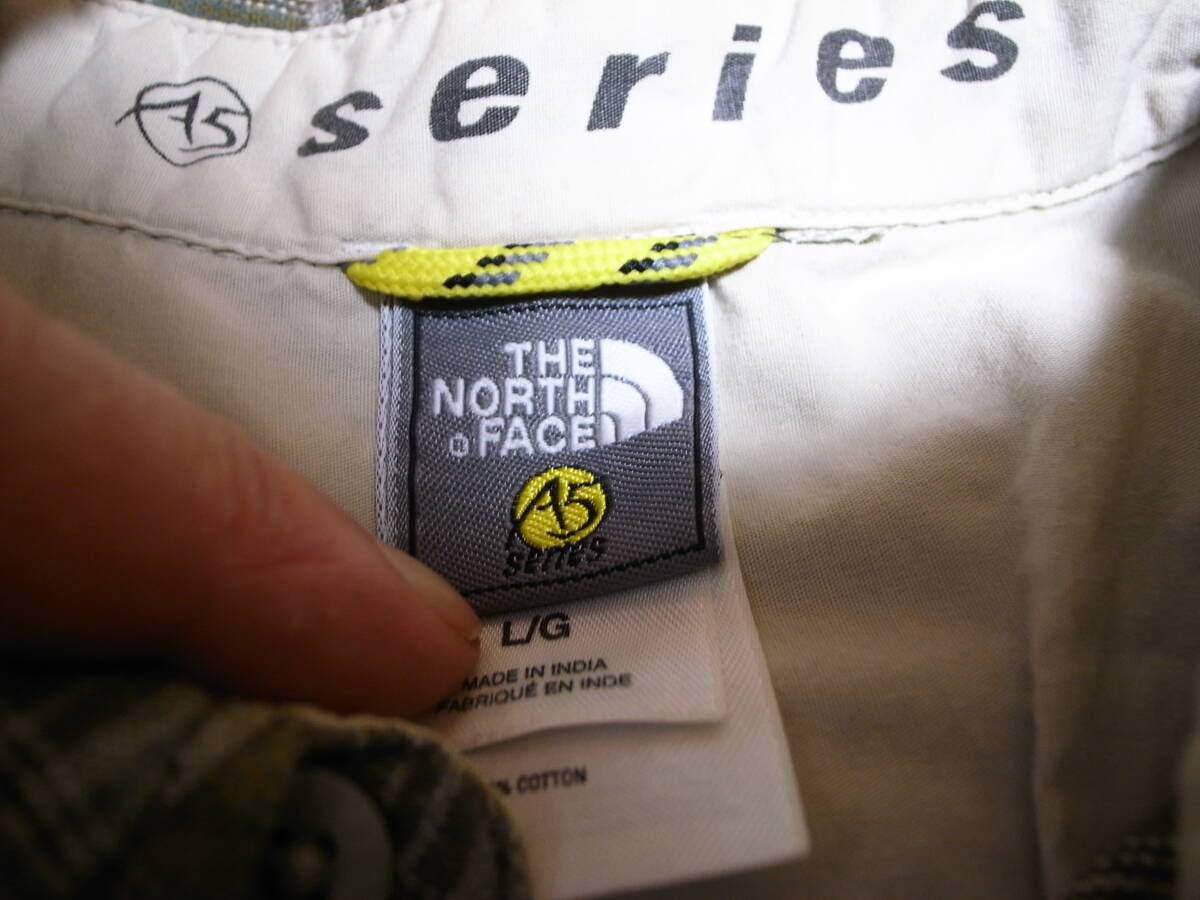 A5 series
THE
NORTH
FACE
A5
series
L/G
MADE IN INDIA
FABRIQUÉ EN INDE
% COTTON